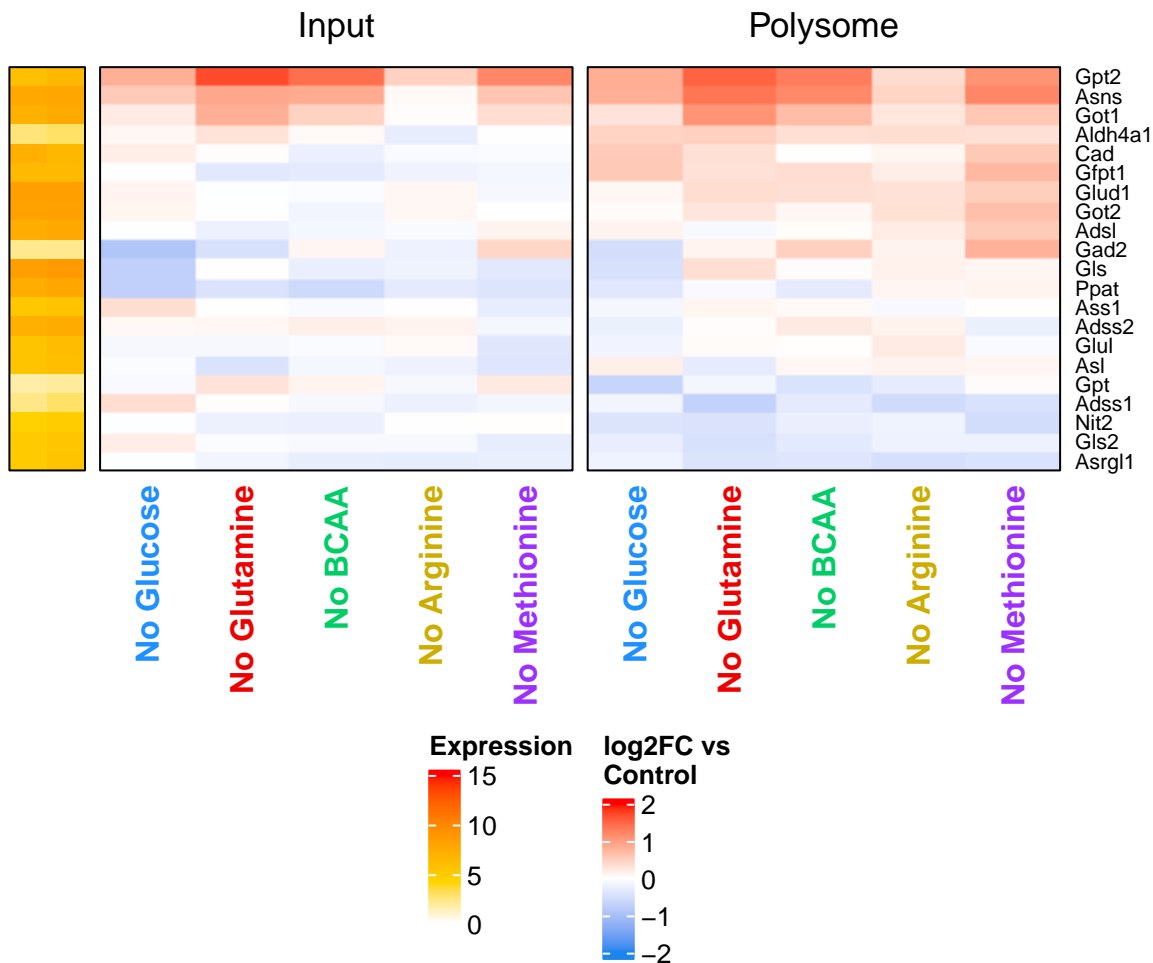 Input
Polysome
Gpt2
Asns
Got1
Aldh4a1
Cad
Gfpt1
Glud1
Got2
Adsl
Gad2
Gls
Ppat
Ass1
Adss2
Glul
Asl
Gpt
Adss1
Nit2
Gls2
Asrgl1
No Glucose
No Glutamine
No BCAA
No Arginine
No Methionine
No Glucose
No Glutamine
No BCAA
No Arginine
No Methionine
Expression
15
10
5
0
log2FC vs
Control
2
1
0
−1
−2